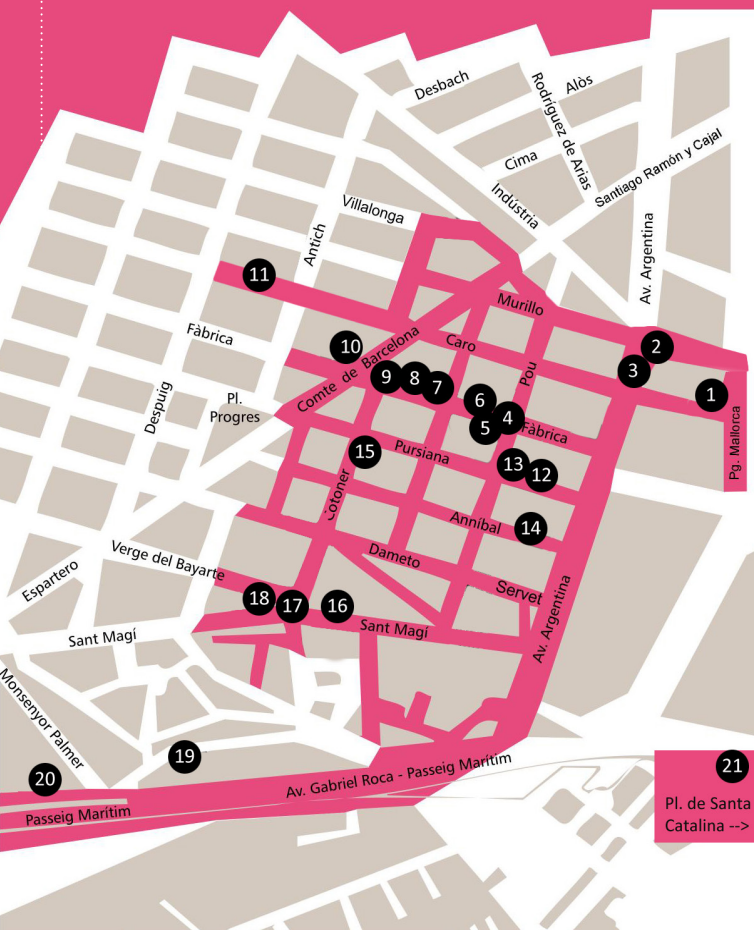 Desbach
Alòs
Rodríguez de Arias
Cima
Santiago Ramón y Cajal
Indústria
Villalonga
Antich
Av. Argentina
11
Murillo
Fàbrica
10
Caro
2
3
Comte de Barcelona
9
8
7
Pou
1
Despuig
Pl.
Progres
6
4
5
Fàbrica
Pg. Mallorca
15
Pursiana
13
12
Cotoner
Anníbal
14
Verge del Bayarte
Dameto
Espartero
Servet
18
17
16
Av. Argentina
Sant Magí
Sant Magí
Monsenyor Palmer
19
20
Av. Gabriel Roca - Passeig Marítim
Passeig Marítim
21
Pl. de Santa
Catalina -->